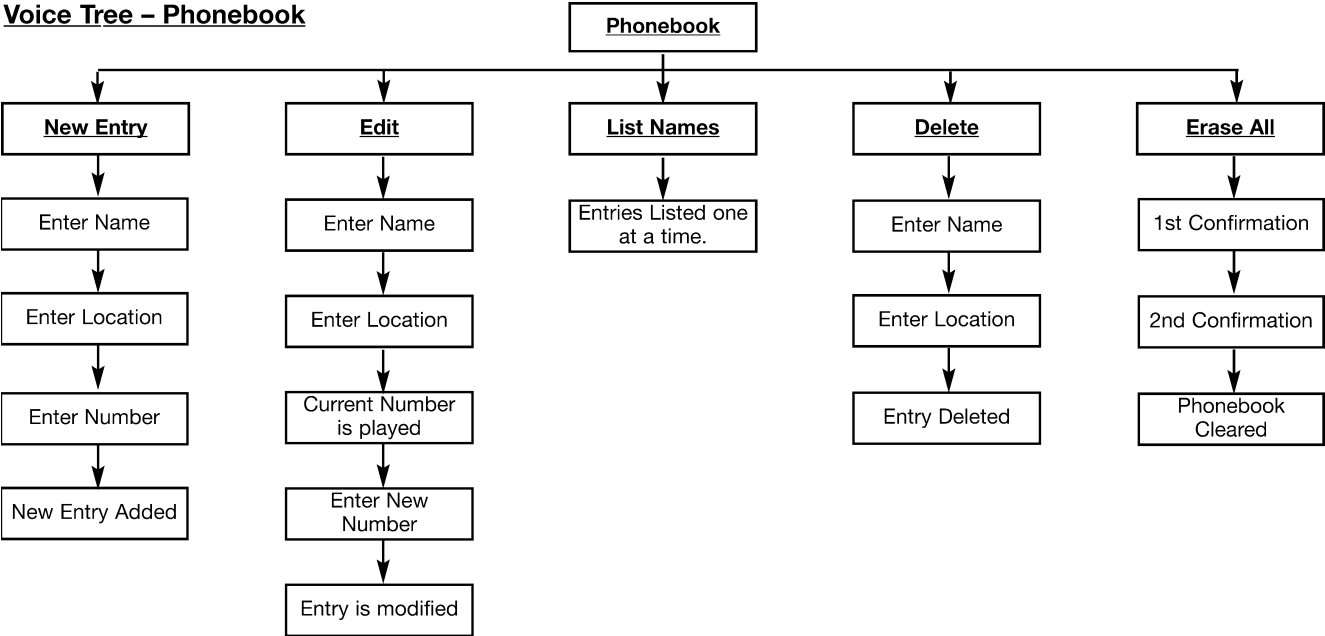 Voice Tree – Phonebook
Phonebook
New Entry
Enter Name
Enter Location
Enter Number
New Entry Added
Edit
Enter Name
Enter Location
Current Number
is played
Enter New
Number
Entry is modified
List Names
Entries Listed one
at a time.
Delete
Enter Name
Enter Location
Entry Deleted
Erase All
1st Confirmation
2nd Confirmation
Phonebook
Cleared